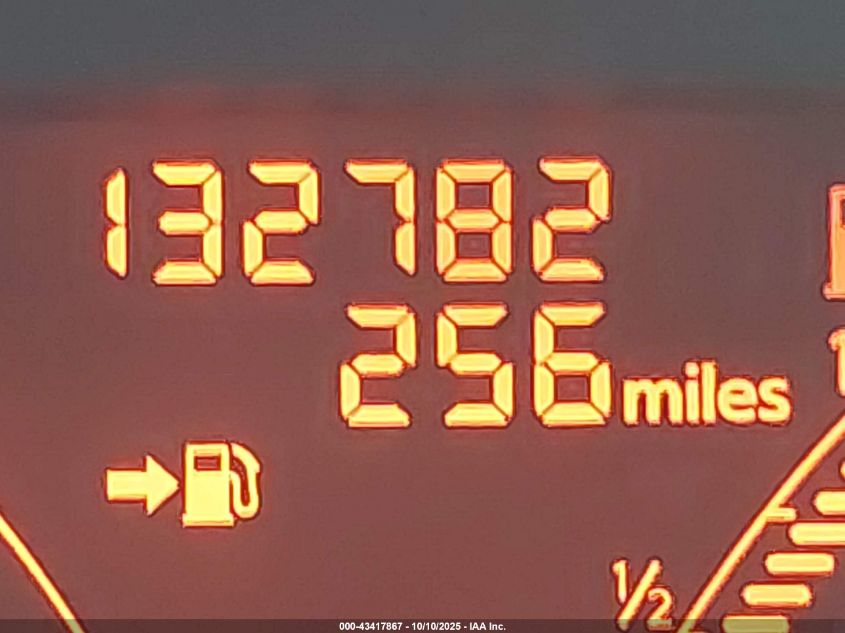 132782
256 miles
1/2
000-43417867 - 10/10/2025 - IAA Inc.